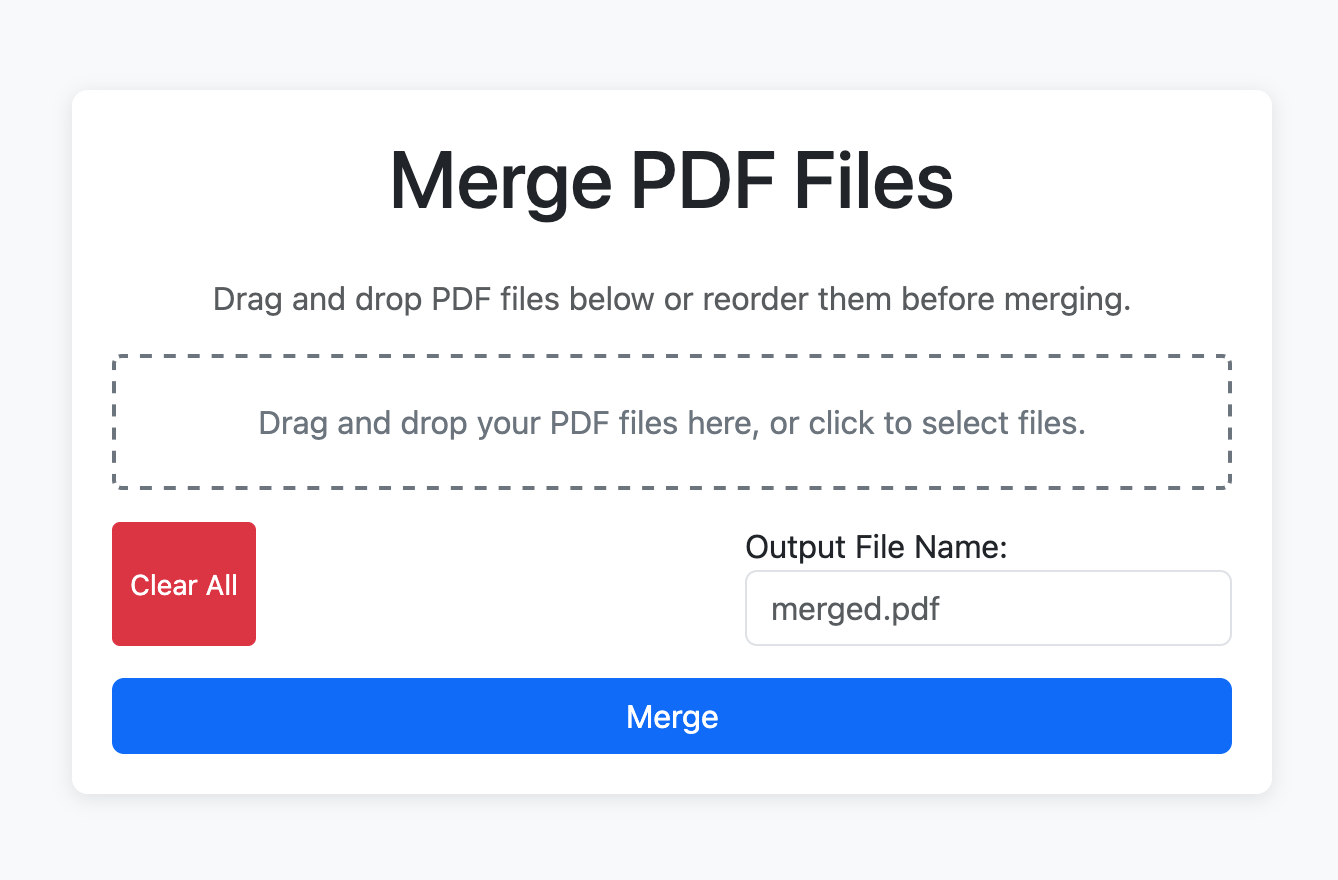 Merge PDF Files
Drag and drop PDF files below or reorder them before merging.
Drag and drop your PDF files here, or click to select files.
Clear All
Output File Name:
merged.pdf
Merge